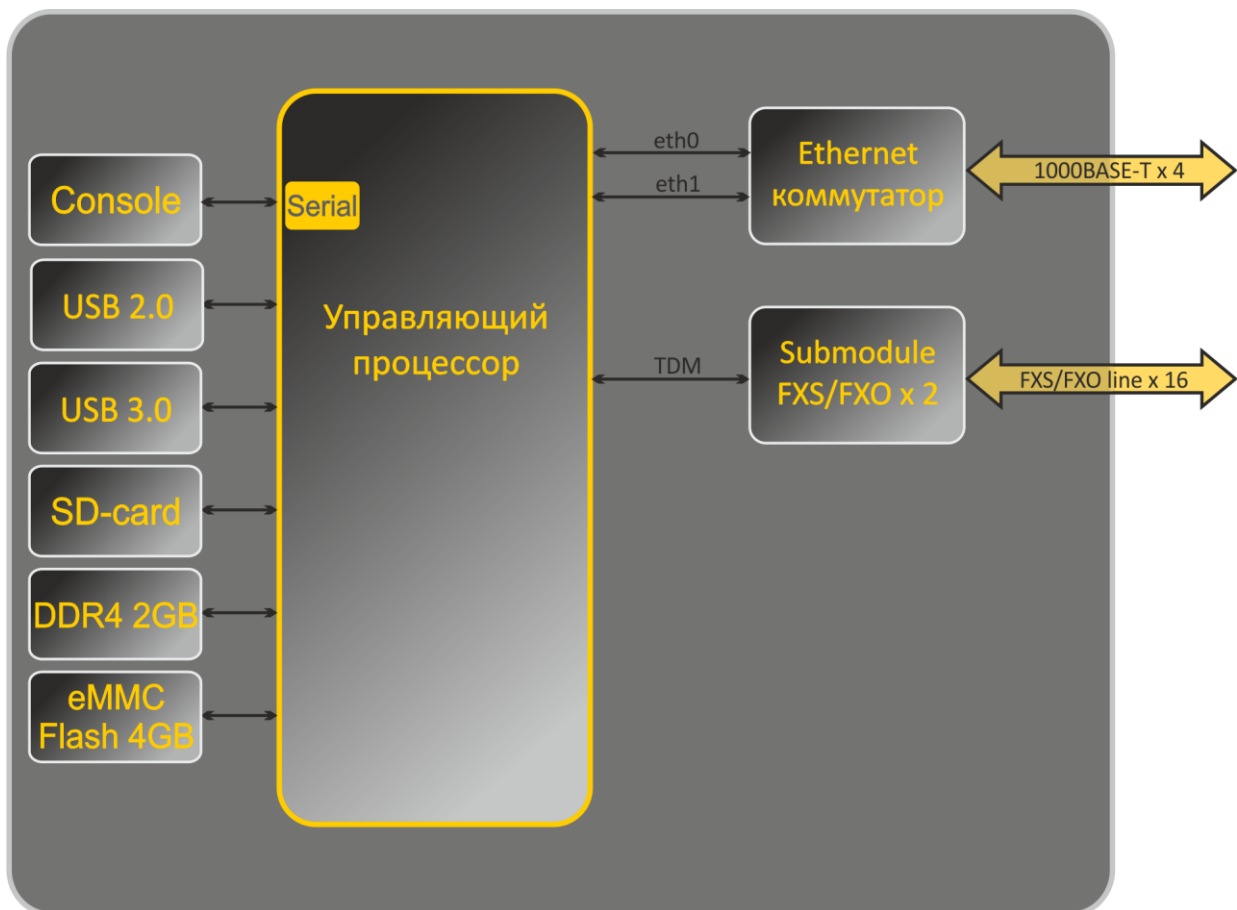 Console
USB 2.0
USB 3.0
SD-card
DDR4 2GB
eMMC
Flash 4GB
Serial
Управляющий
процессор
eth0
eth1
TDM
Ethernet
коммутатор
Submodule
FXS/FXO x 2
1000BASE-T x 4
FXS/FXO line x 16